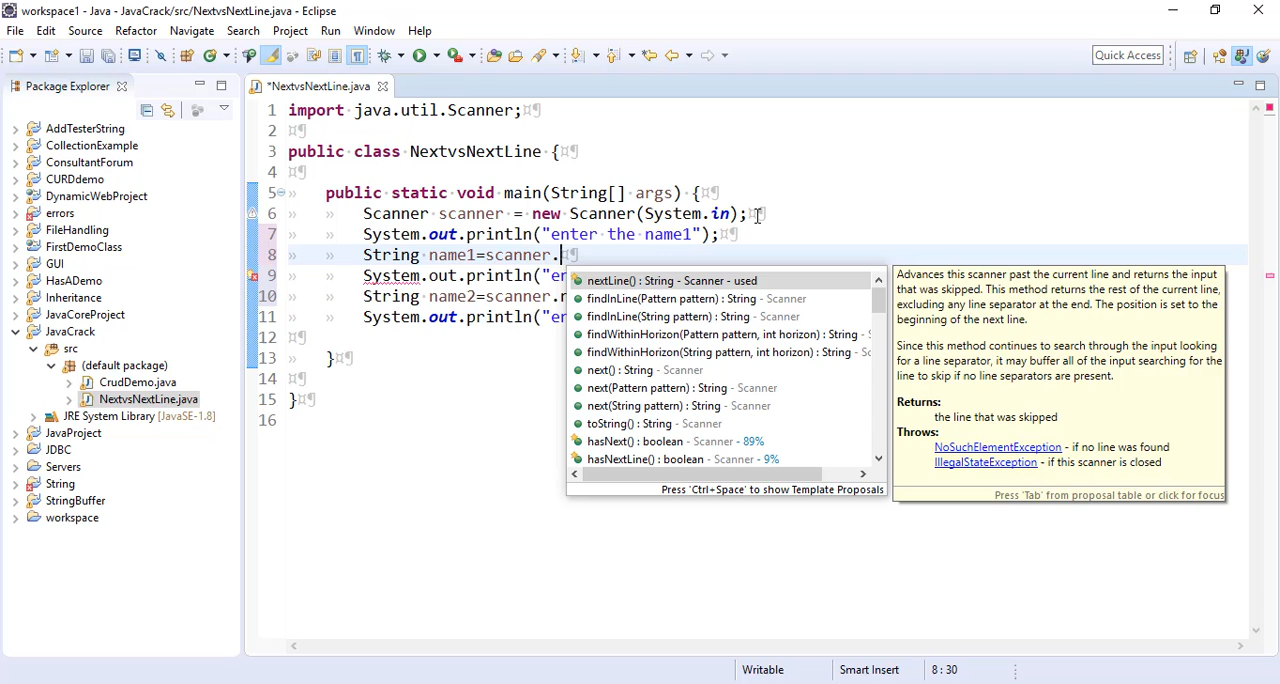 workspace1 - Java - JavaCrack/src/NextvsNextLine.java - Eclipse
File Edit Source Refactor Navigate Search Project Run Window Help
Quick Access
Package Explorer
*NextvsNextLine.java
AddTesterString
CollectionExample
ConsultantForum
CURDdemo
DynamicWebProject
errors
FileHandling
FirstDemoClass
GUI
HasADemo
Inheritance
JavaCoreProject
JavaCrack
src
(default package)
CrudDemo.java
NextvsNextLine.java
JRE System Library [JavaSE-1.8]
JavaProject
JDBC
Servers
String
StringBuffer
workspace
1 import java.util.Scanner;
2
3 public class NextvsNextLine {
4
5 public static void main(String[] args) {
6 Scanner scanner = new Scanner(System.in);
7 System.out.println("enter the name1");
8 String name1=scanner.
9 System.out.println("en
10 String name2=scanner.n
11 System.out.println("en
12
13 }
14
15 }
16
nextLine() : String - Scanner - used
findInLine(Pattern pattern) : String - Scanner
findInLine(String pattern) : String - Scanner
findWithinHorizon(Pattern pattern, int horizon) : String -
findWithinHorizon(String pattern, int horizon) : String - Sc
next() : String - Scanner
next(Pattern pattern) : String - Scanner
next(String pattern) : String - Scanner
toString() : String - Scanner
hasNext() : boolean - Scanner - 89%
hasNextLine() : boolean - Scanner - 9%
Press 'Ctrl+Space' to show Template Proposals
Advances this scanner past the current line and returns the input
that was skipped. This method returns the rest of the current line,
excluding any line separator at the end. The position is set to the
beginning of the next line.
Since this method continues to search through the input looking
for a line separator, it may buffer all of the input searching for the
line to skip if no line separators are present.
Returns:
the line that was skipped
Throws:
NoSuchElementException - if no line was found
IllegalStateException - if this scanner is closed
Press 'Tab' from proposal table or click for focus
Writable Smart Insert 8 : 30